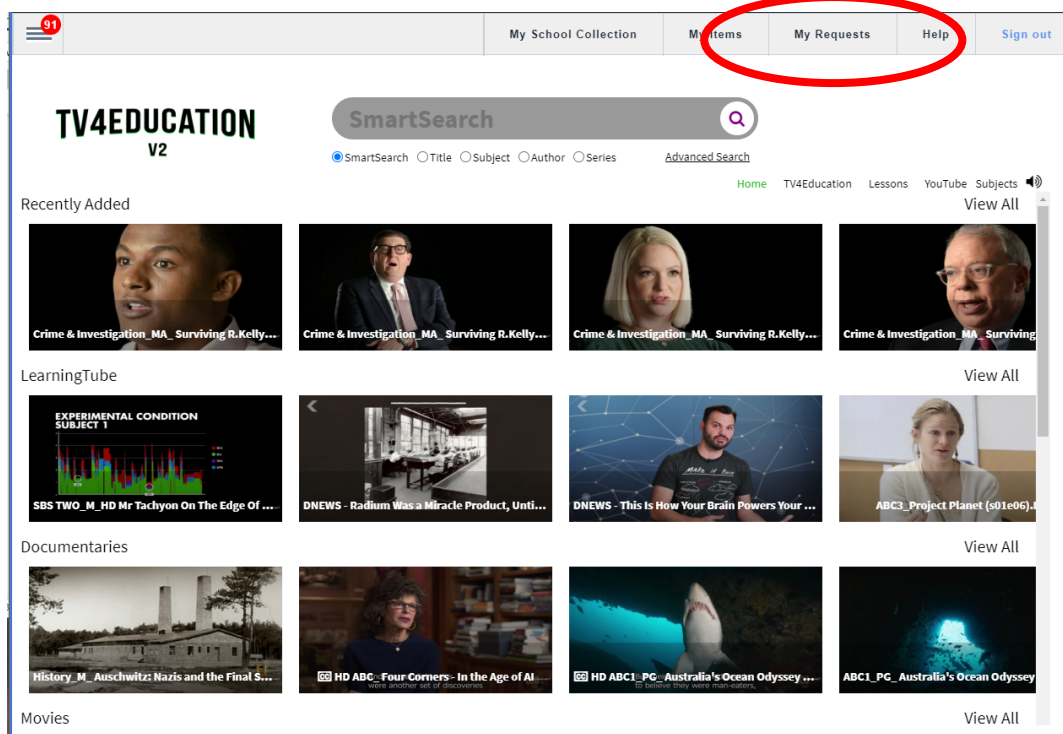 91
My School Collection My Items My Requests Help Sign out
TV4EDUCATION
V2
SmartSearch
SmartSearch Title Subject Author Series Advanced Search
Home TV4Education Lessons YouTube Subjects
Recently Added View All
Crime & Investigation_MA_ Surviving R.Kelly... Crime & Investigation_MA_ Surviving R.Kelly... Crime & Investigation_MA_ Surviving R.Kelly... Crime & Investigation_MA_ Surviving
LearningTube View All
EXPERIMENTAL CONDITION
SUBJECT 1
MADE of Pain
SBS TWO_M_HD Mr Tachyon On The Edge Of ... DNEWS - Radium Was a Miracle Product, Unti... DNEWS - This Is How Your Brain Powers Your ... ABC3_Project Planet (s01e06).
Documentaries View All
History_M_ Auschwitz: Nazis and the Final S... CC HD ABC_ Four Corners - In the Age of AI CC HD ABC1_PG_ Australia's Ocean Odyssey ... ABC1_PG_ Australia's Ocean Odyssey
were another set of discoveries to believe they were man-eaters,
Movies View All